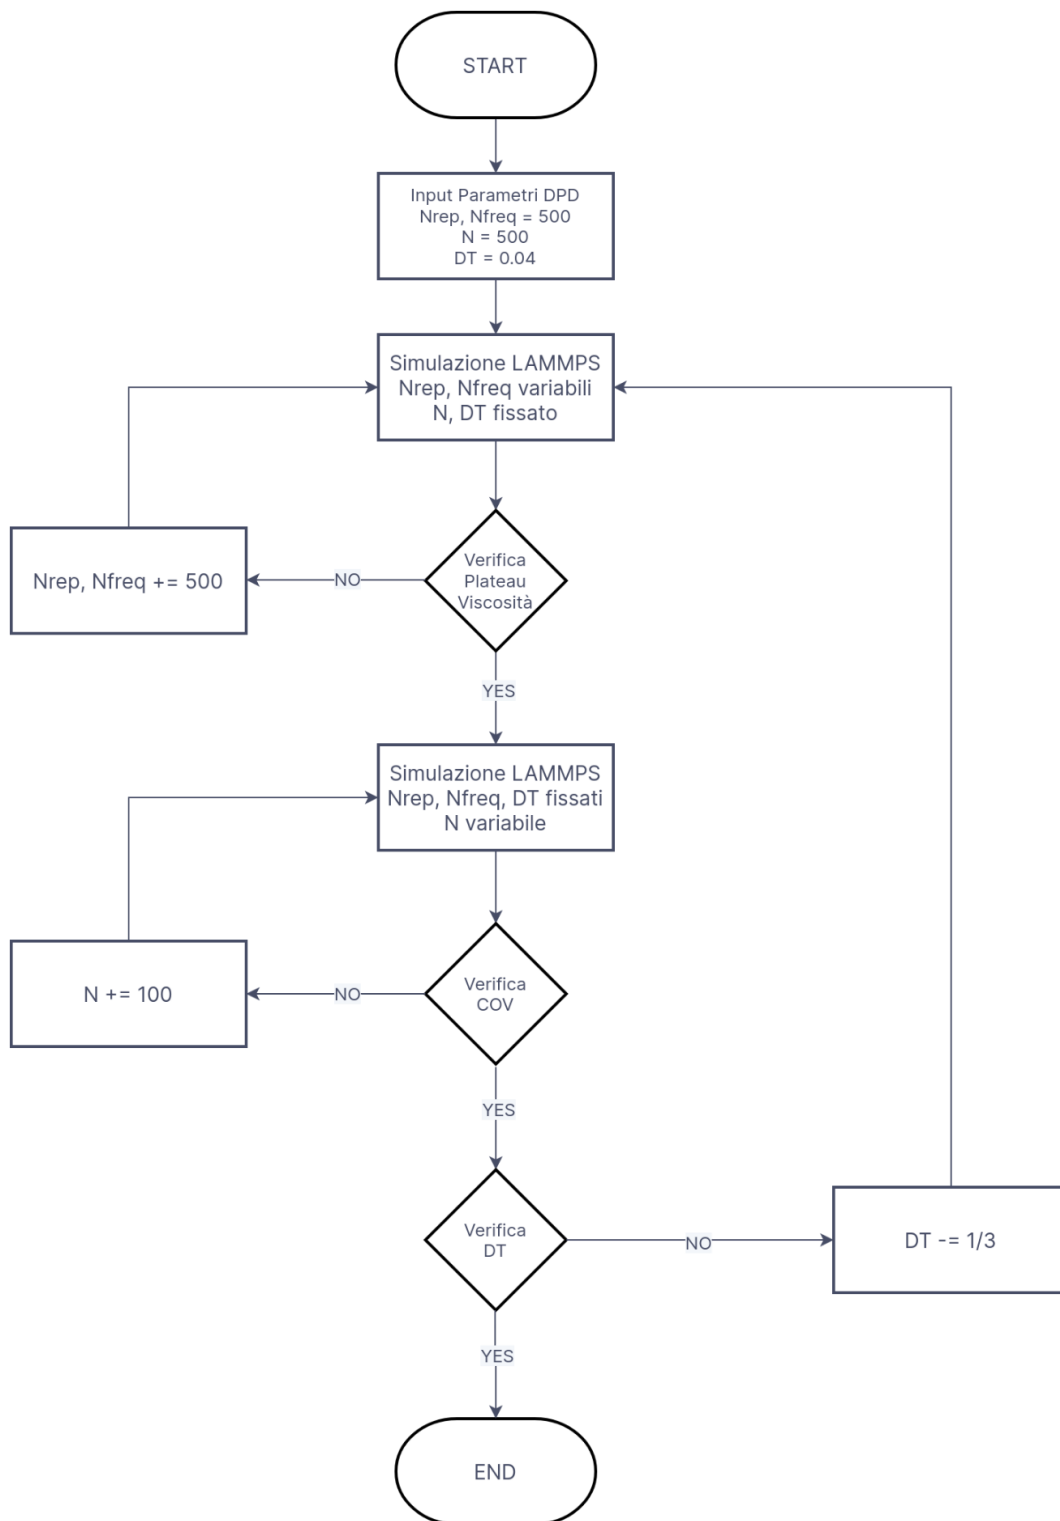 START
Input Parametri DPD
Nrep, Nfreq = 500
N = 500
DT = 0.04
Simulazione LAMMPS
Nrep, Nfreq variabili
N, DT fissato
Verifica
Plateau
Viscosità
NO
Nrep, Nfreq += 500
YES
Simulazione LAMMPS
Nrep, Nfreq, DT fissati
N variabile
Verifica
COV
NO
N += 100
YES
Verifica
DT
NO
DT -= 1/3
YES
END